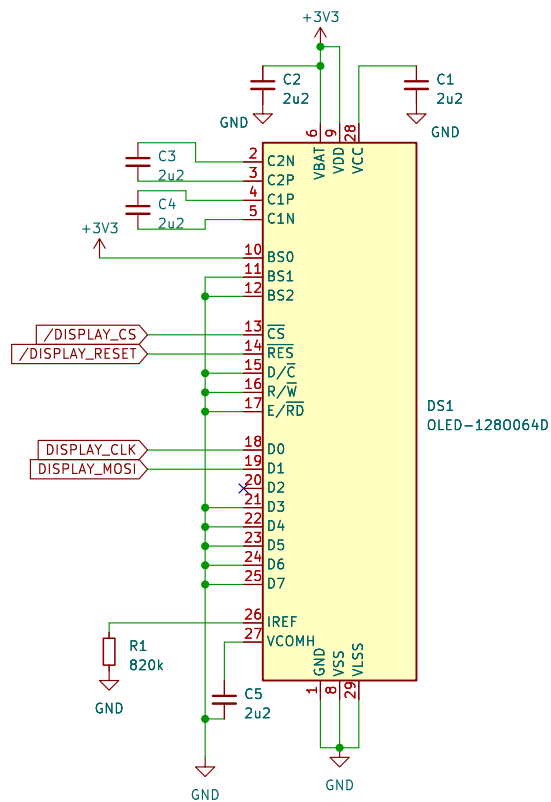 +3V3
C2
2u2
GND
C1
2u2
GND
6
9
28
VBAT
VDD
VCC
C3
2u2
C4
2u2
2
C2N
3
C2P
4
C1P
5
C1N
+3V3
10
BS0
11
BS1
12
BS2
/DISPLAY_CS
13
CS
/DISPLAY_RESET
14
RES
15
D/C
16
R/W
17
E/RD
DS1
OLED-128O064D
DISPLAY_CLK
18
D0
DISPLAY_MOSI
19
D1
20
D2
21
D3
22
D4
23
D5
24
D6
25
D7
26
IREF
27
VCOMH
R1
820k
GND
GND
VSS
VLSS
1
8
29
C5
2u2
GND
GND